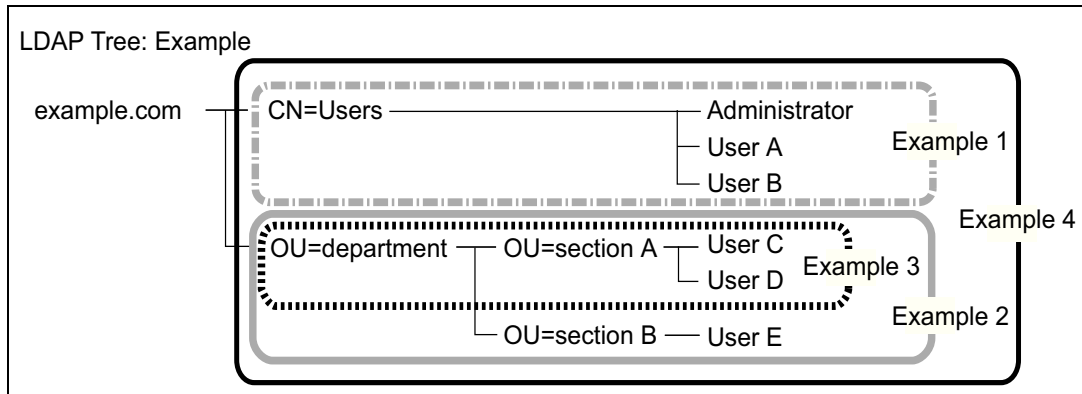 LDAP Tree: Example
example.com CN=Users Administrator
User A Example 1
User B
Example 4
OU=department OU=section A User C
User D Example 3
Example 2
OU=section B User E